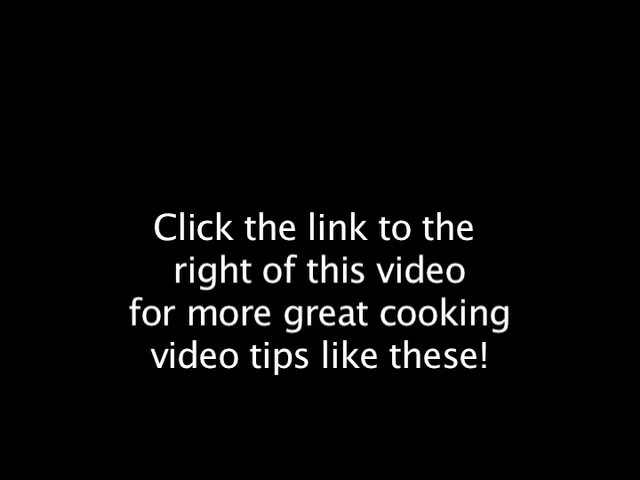 Click the link to the
right of this video
for more great cooking
video tips like these!